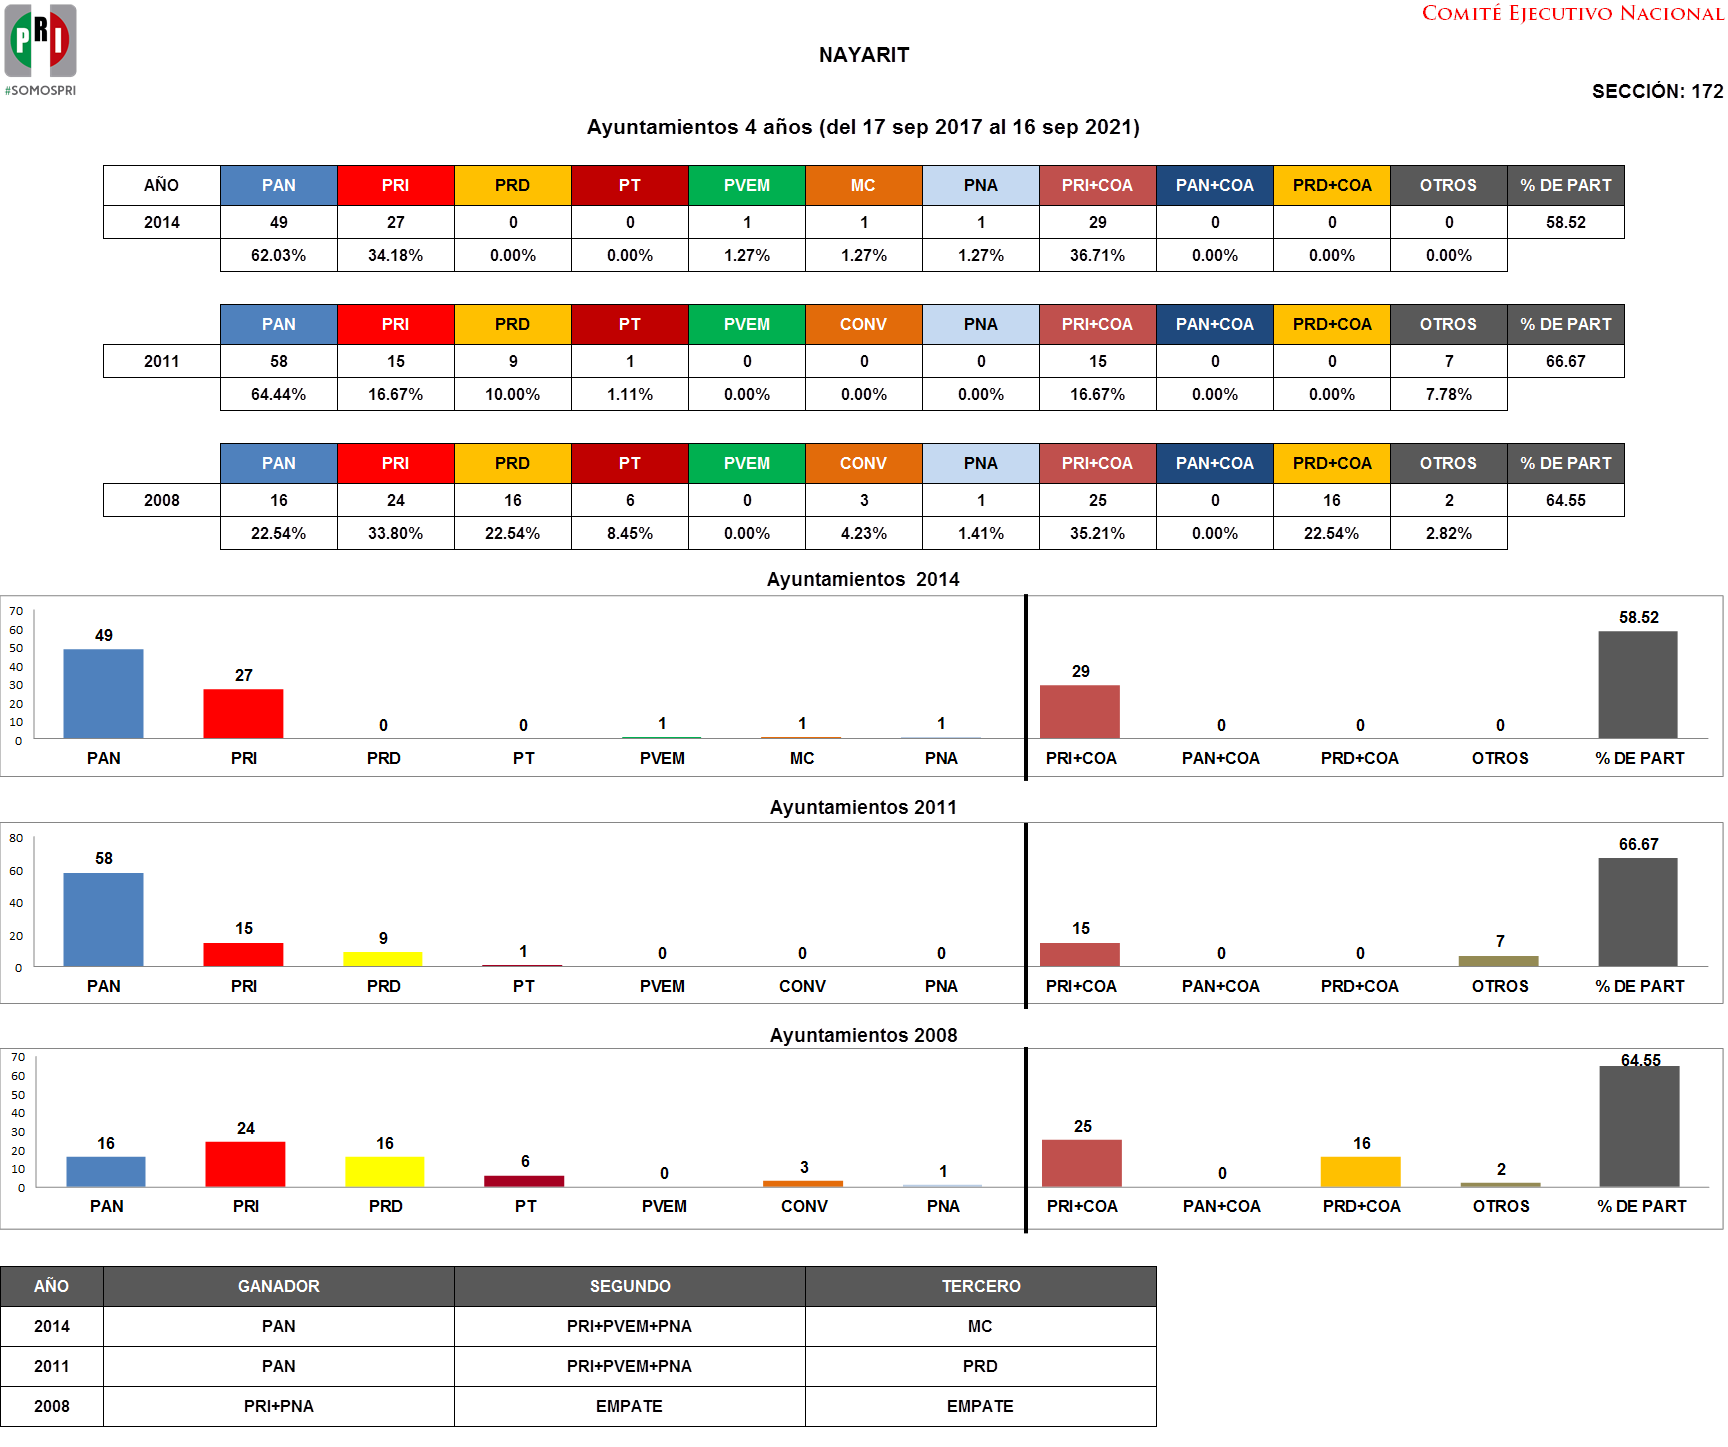 PRI
#SOMOSPRI
COMITÉ EJECUTIVO NACIONAL
NAYARIT
SECCIÓN: 172
Ayuntamientos 4 años (del 17 sep 2017 al 16 sep 2021)
AÑO PAN PRI PRD PT PVEM MC PNA PRI+COA PAN+COA PRD+COA OTROS % DE PART
2014 49 27 0 0 1 1 1 29 0 0 0 58.52
62.03% 34.18% 0.00% 0.00% 1.27% 1.27% 1.27% 36.71% 0.00% 0.00% 0.00%
PAN PRI PRD PT PVEM CONV PNA PRI+COA PAN+COA PRD+COA OTROS % DE PART
2011 58 15 9 1 0 0 0 15 0 0 7 66.67
64.44% 16.67% 10.00% 1.11% 0.00% 0.00% 0.00% 16.67% 0.00% 0.00% 7.78%
PAN PRI PRD PT PVEM CONV PNA PRI+COA PAN+COA PRD+COA OTROS % DE PART
2008 16 24 16 6 0 3 1 25 0 16 2 64.55
22.54% 33.80% 22.54% 8.45% 0.00% 4.23% 1.41% 35.21% 0.00% 22.54% 2.82%
Ayuntamientos 2014
70
60
50
40
30
20
10
0
49 27 0 0 1 1 1 29 0 0 0 58.52
PAN PRI PRD PT PVEM MC PNA PRI+COA PAN+COA PRD+COA OTROS % DE PART
Ayuntamientos 2011
80
60
40
20
0
58 15 9 1 0 0 0 15 0 0 7 66.67
PAN PRI PRD PT PVEM CONV PNA PRI+COA PAN+COA PRD+COA OTROS % DE PART
Ayuntamientos 2008
70
60
50
40
30
20
10
0
16 24 16 6 0 3 1 25 0 16 2 64.55
PAN PRI PRD PT PVEM CONV PNA PRI+COA PAN+COA PRD+COA OTROS % DE PART
AÑO GANADOR SEGUNDO TERCERO
2014 PAN PRI+PVEM+PNA MC
2011 PAN PRI+PVEM+PNA PRD
2008 PRI+PNA EMPATE EMPATE